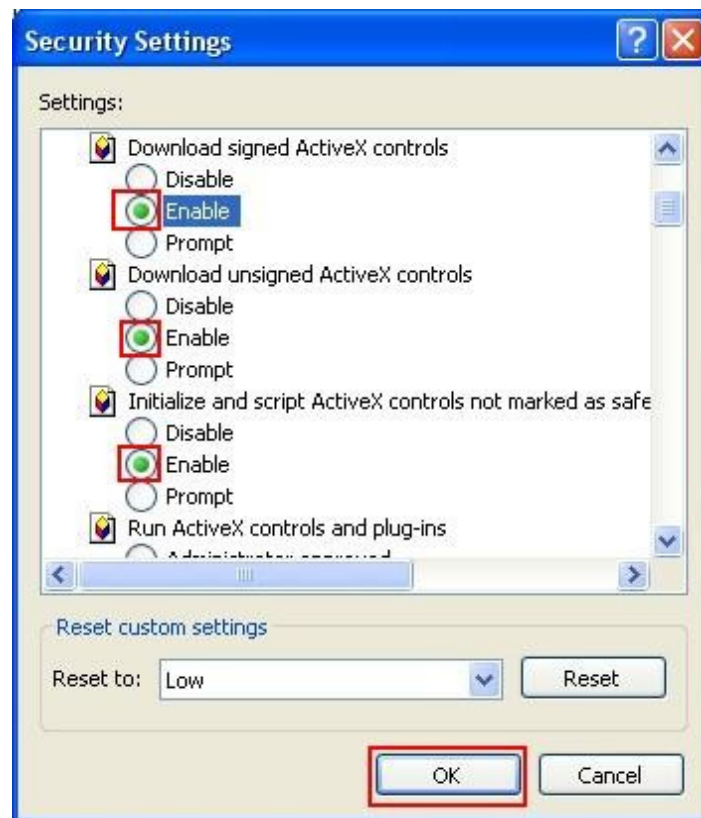 Security Settings
Settings:
Download signed ActiveX controls
Disable
Enable
Prompt
Download unsigned ActiveX controls
Disable
Enable
Prompt
Initialize and script ActiveX controls not marked as safe
Disable
Enable
Prompt
Run ActiveX controls and plug-ins
Administrator approved
Reset custom settings
Reset to: Low Reset
OK Cancel